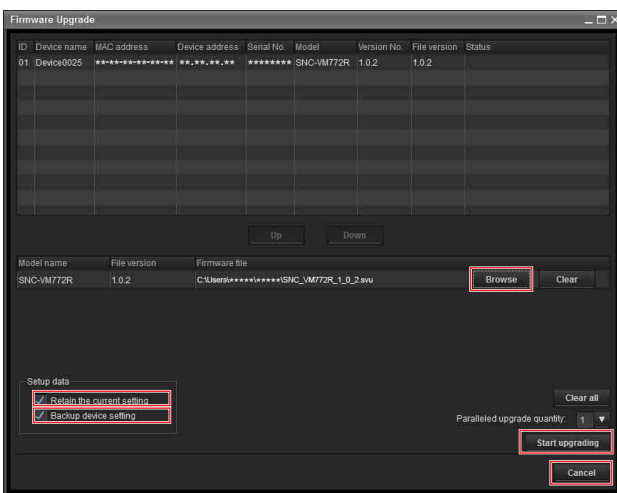 Firmware Upgrade
ID Device name MAC address Device address Serial No. Model Version No. File version Status
01 Device0025 **-**-**-**-**-** **.**.**.** ******** SNC-VM772R 1.0.2 1.0.2
Up Down
Model name File version Firmware file
SNC-VM772R 1.0.2 C:\Users\*****\*****\SNC_VM772R_1_0_2.svu Browse Clear
Setup data
Retain the current setting
Clear all
Backup device setting
Paralleled upgrade quantity: 1
Start upgrading
Cancel